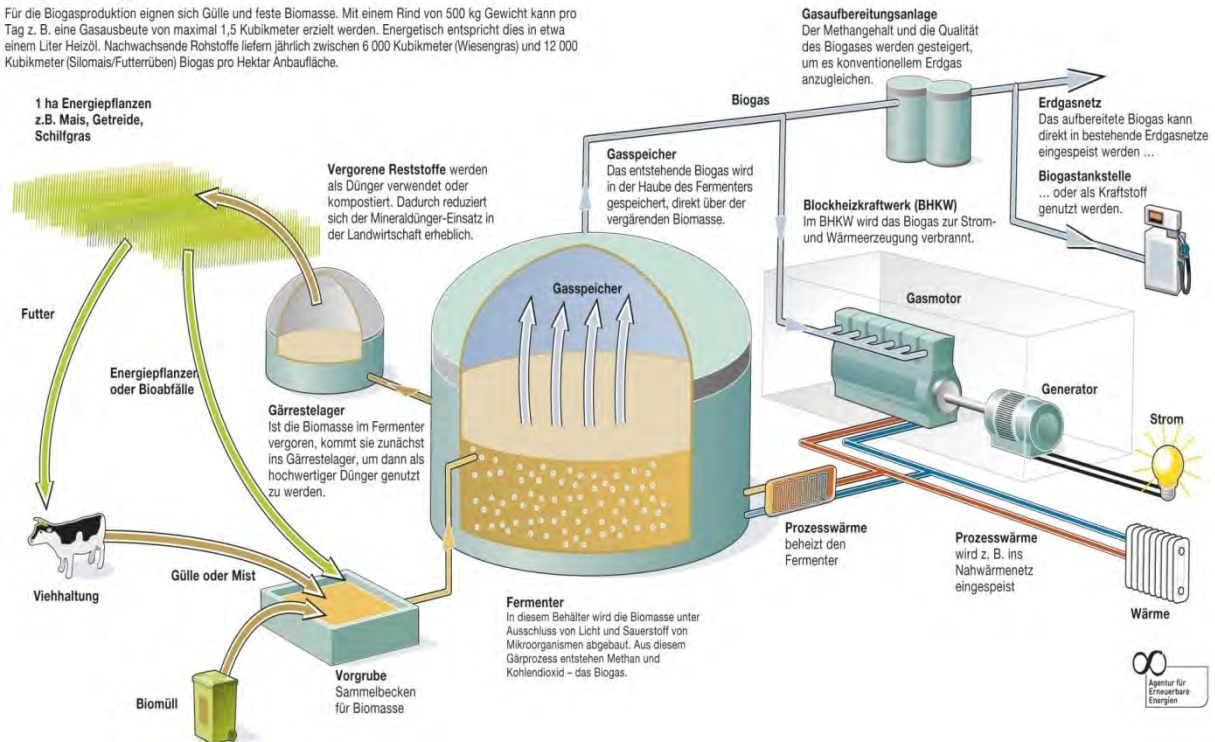 Für die Biogasproduktion eignen sich Gülle und feste Biomasse. Mit einem Rind von 500 kg Gewicht kann pro
Tag z. B. eine Gasausbeute von maximal 1,5 Kubikmeter erzielt werden. Energetisch entspricht dies in etwa
einem Liter Heizöl. Nachwachsende Rohstoffe liefern jährlich zwischen 6 000 Kubikmeter (Wiesengras) und 12 000
Kubikmeter (Silomais/Futterrüben) Biogas pro Hektar Anbaufläche.
Gasaufbereitungsanlage
Der Methangehalt und die Qualität
des Biogases werden gesteigert,
um es konventionellem Erdgas
anzugleichen.
1 ha Energiepflanzen
z.B. Mais, Getreide,
Schilfgras
Biogas
Erdgasnetz
Das aufbereitete Biogas kann
direkt in bestehende Erdgasnetze
eingespeist werden ...
Biogastankstelle
... oder als Kraftstoff
genutzt werden.
Vergorene Reststoffe werden
als Dünger verwendet oder
kompostiert. Dadurch reduziert
sich der Mineraldünger-Einsatz in
der Landwirtschaft erheblich.
Gasspeicher
Das entstehende Biogas wird
in der Haube des Fermenters
gespeichert, direkt über der
vergärenden Biomasse.
Blockheizkraftwerk (BHKW)
Im BHKW wird das Biogas zur Strom-
und Wärmeerzeugung verbrannt.
Gasspeicher
Gasmotor
Generator
Strom
Futter
Energiepflanzen
oder Bioabfälle
Gärrestelager
Ist die Biomasse im Fermenter
vergoren, kommt sie zunächst
ins Gärrestelager, um dann als
hochwertiger Dünger genutzt
zu werden.
Prozesswärme
beheizt den
Fermenter
Prozesswärme
wird z. B. ins
Nahwärmenetz
eingespeist
Wärme
Viehhaltung
Gülle oder Mist
Fermenter
In diesem Behälter wird die Biomasse unter
Ausschluss von Licht und Sauerstoff von
Mikroorganismen abgebaut. Aus diesem
Gärprozess entstehen Methan und
Kohlendioxid – das Biogas.
Vorgrube
Sammelbecken
für Biomasse
Biomüll
Agentur für
Erneuerbare
Energien